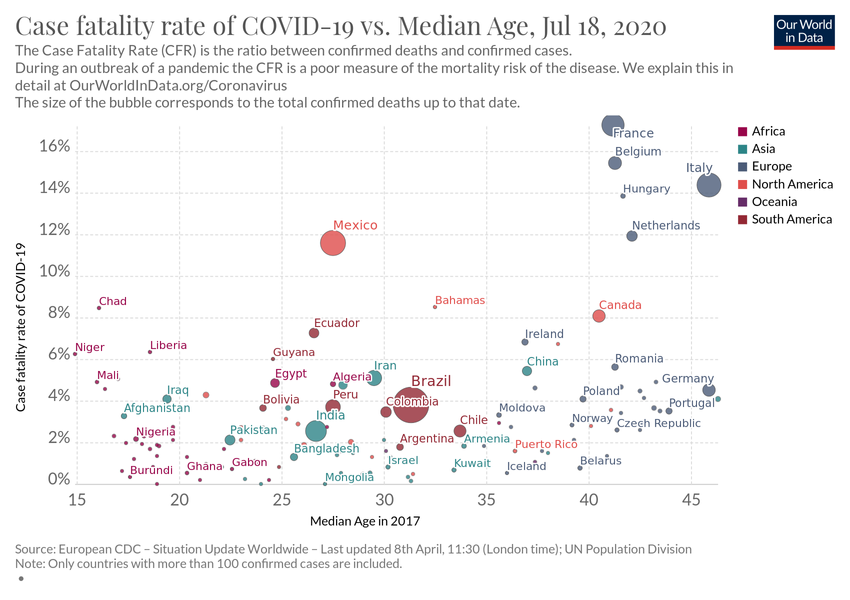 Case fatality rate of COVID-19 vs. Median Age, Jul 18, 2020
Our World
in Data
The Case Fatality Rate (CFR) is the ratio between confirmed deaths and confirmed cases.
During an outbreak of a pandemic the CFR is a poor measure of the mortality risk of the disease. We explain this in
detail at OurWorldInData.org/Coronavirus
The size of the bubble corresponds to the total confirmed deaths up to that date.
Africa
Asia
Europe
North America
Oceania
South America
Case fatality rate of COVID-19
16%
14%
12%
10%
8%
6%
4%
2%
0%
France
Belgium
Italy
Hungary
Netherlands
Mexico
Chad
Bahamas
Canada
Ecuador
Ireland
Niger
Liberia
Guyana
Romania
Iran
China
Mali
Egypt
Algeria
Germany
Brazil
Iraq
Bolivia
Peru
Colombia
Poland
Portugal
Afghanistan
India
Moldova
Chile
Norway
Czech Republic
Nigeria
Pakistan
Argentina
Armenia
Puerto Rico
Bangladesh
Burundi
Ghana
Gabon
Israel
Kuwait
Iceland
Belarus
Mongolia
15
20
25
30
35
40
45
Median Age in 2017
Source: European CDC – Situation Update Worldwide – Last updated 8th April, 11:30 (London time); UN Population Division
Note: Only countries with more than 100 confirmed cases are included.